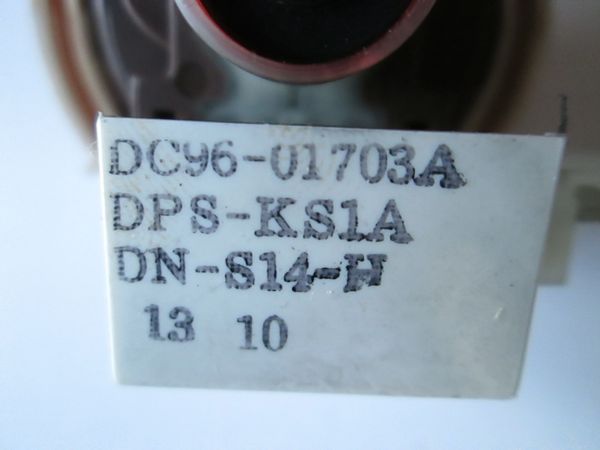 DC96-01703A
DPS-KS1A
DN-S14-H
13 10